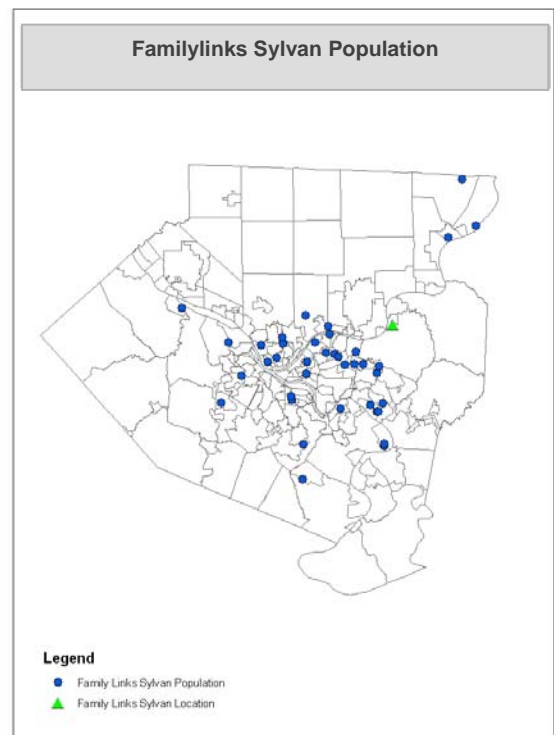 Familylinks Sylvan Population
Legend
Family Links Sylvan Population
Family Links Sylvan Location